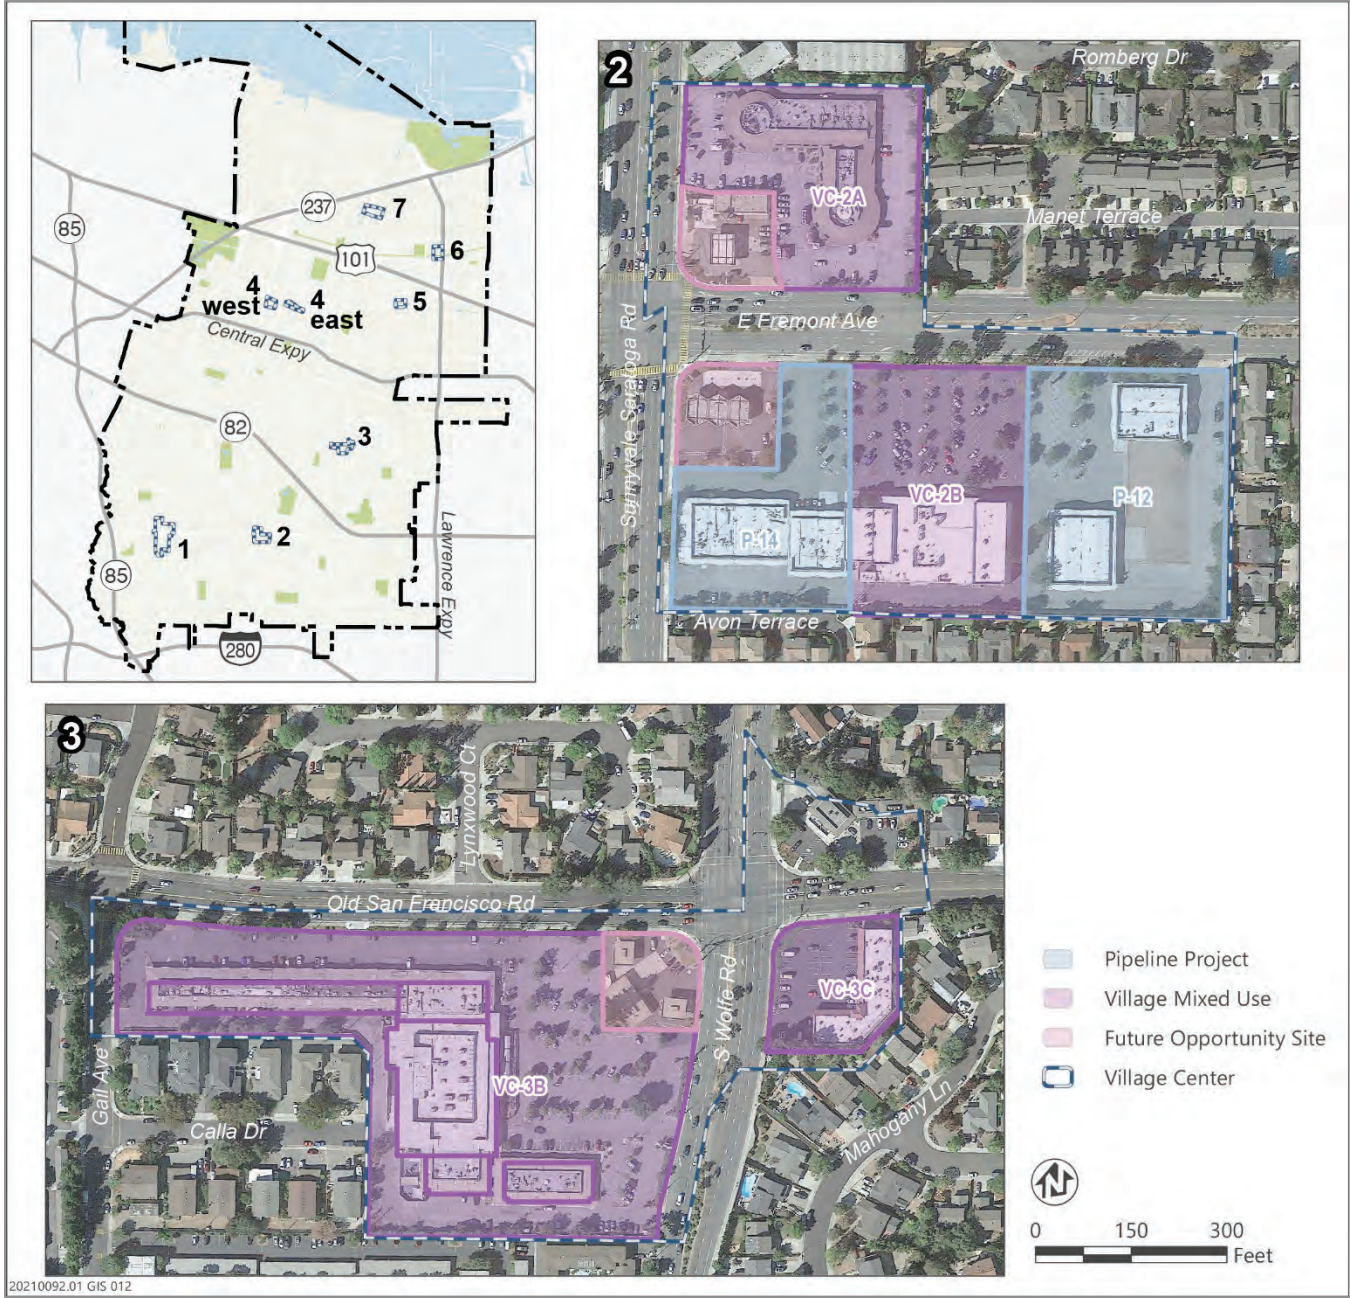 237
85
7
6
101
4
west
4
east
5
Central Expy
82
3
1
2
85
Lawrence Expy
280
2
Romberg Dr
VC-2A
Manet Terrace
E Fremont Ave
Sunnyvale Saratoga Rd
VC-2B
P-12
P-14
Avon Terrace
3
Lynxwood Ct
Old San Francisco Rd
S Wolfe Rd
VC-3C
VC-3B
Gail Ave
Calla Dr
Mahogany Ln
Pipeline Project
Village Mixed Use
Future Opportunity Site
Village Center
N
0 150 300
Feet
20210092.01 GIS 012